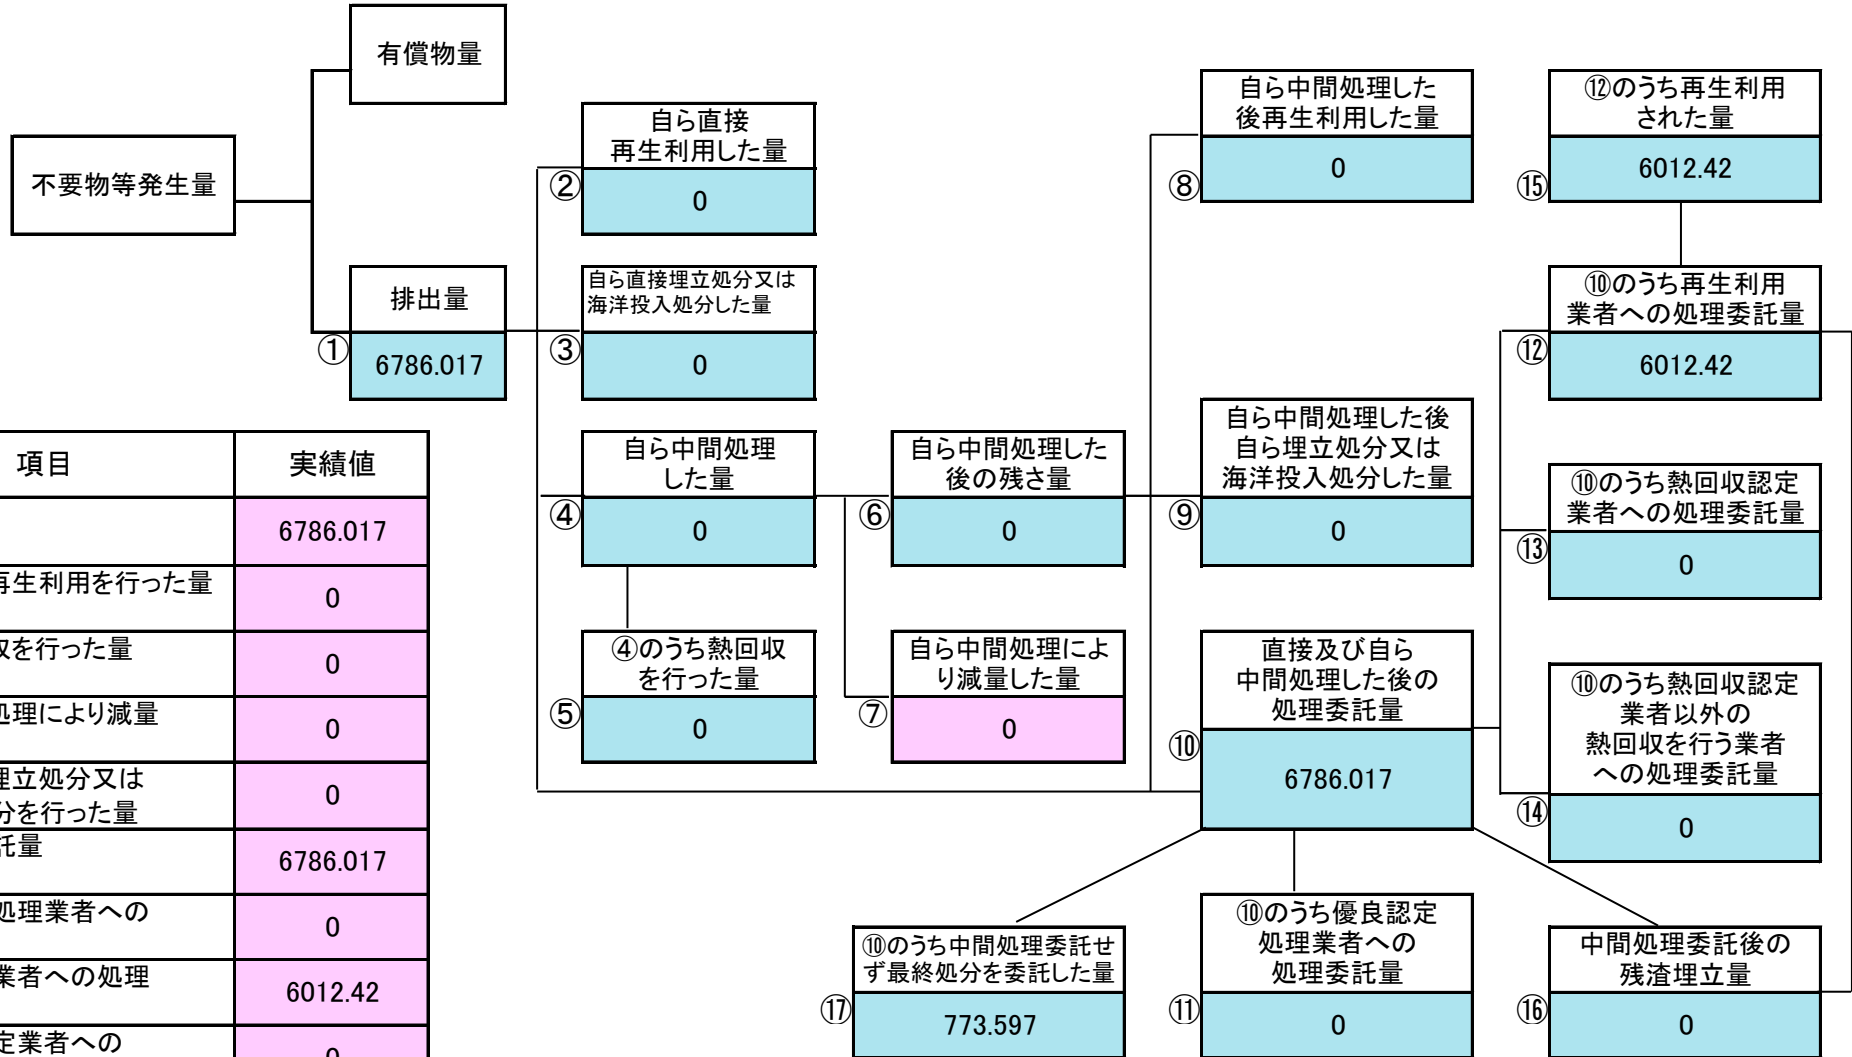 有償物量
不要物等発生量
排出量
①
6786.017
自ら直接
再生利用した量
②
0
自ら直接埋立処分又は
海洋投入処分した量
③
0
自ら中間処理
した量
④
0
④のうち熱回収
を行った量
⑤
0
自ら中間処理した
後の残さ量
⑥
0
自ら中間処理によ
り減量した量
⑦
0
自ら中間処理した
後再生利用した量
⑧
0
自ら中間処理した後
自ら埋立処分又は
海洋投入処分した量
⑨
0
直接及び自ら
中間処理した後の
処理委託量
⑩
6786.017
⑫のうち再生利用
された量
⑮
6012.42
⑩のうち再生利用
業者への処理委託量
⑫
6012.42
⑩のうち熱回収認定
業者への処理委託量
⑬
0
⑩のうち熱回収認定
業者以外の
熱回収を行う業者
への処理委託量
⑭
0
⑩のうち中間処理委託せ
ず最終処分を委託した量
⑰
773.597
⑩のうち優良認定
処理業者への
処理委託量
⑪
0
中間処理委託後の
残渣埋立量
⑯
0
項目 実績値
6786.017
再生利用を行った量
0
収を行った量
0
処理により減量
0
埋立処分又は
分を行った量
0
託量
6786.017
処理業者への
0
業者への処理
6012.42
定業者への
0